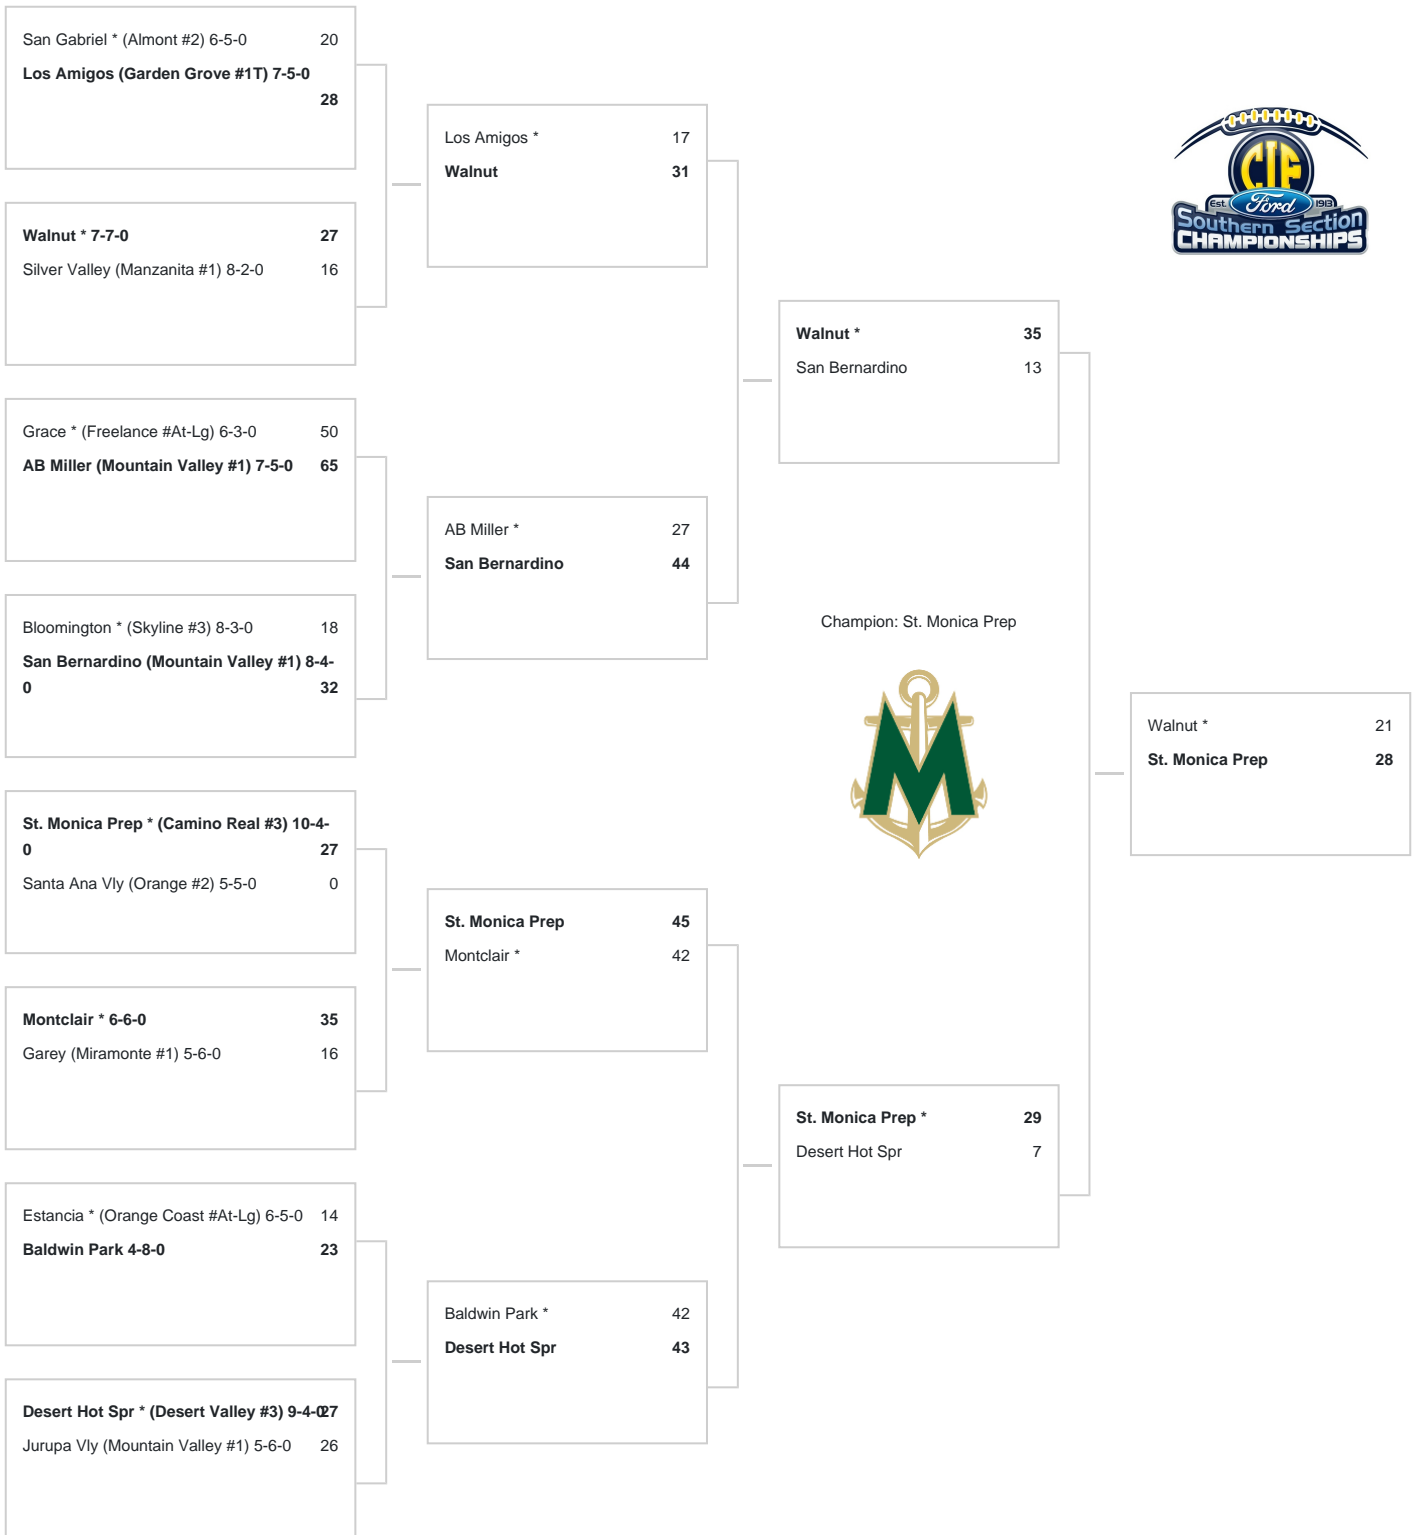 San Gabriel * (Almont #2) 6-5-0 20
Los Amigos (Garden Grove #1T) 7-5-0
28
Walnut * 7-7-0 27
Silver Valley (Manzanita #1) 8-2-0 16
Grace * (Freelance #At-Lg) 6-3-0 50
AB Miller (Mountain Valley #1) 7-5-0 65
Bloomington * (Skyline #3) 8-3-0 18
San Bernardino (Mountain Valley #1) 8-4-
0 32
St. Monica Prep * (Camino Real #3) 10-4-
0 27
Santa Ana Vly (Orange #2) 5-5-0 0
Montclair * 6-6-0 35
Garey (Miramonte #1) 5-6-0 16
Estancia * (Orange Coast #At-Lg) 6-5-0 14
Baldwin Park 4-8-0 23
Desert Hot Spr * (Desert Valley #3) 9-4-0 27
Jurupa Vly (Mountain Valley #1) 5-6-0 26
Los Amigos * 17
Walnut 31
AB Miller * 27
San Bernardino 44
St. Monica Prep 45
Montclair * 42
Baldwin Park * 42
Desert Hot Spr 43
Walnut * 35
San Bernardino 13
St. Monica Prep * 29
Desert Hot Spr 7
Champion: St. Monica Prep
M
Walnut * 21
St. Monica Prep 28
CIF
Est. Ford 1913
Southern Section
CHAMPIONSHIPS